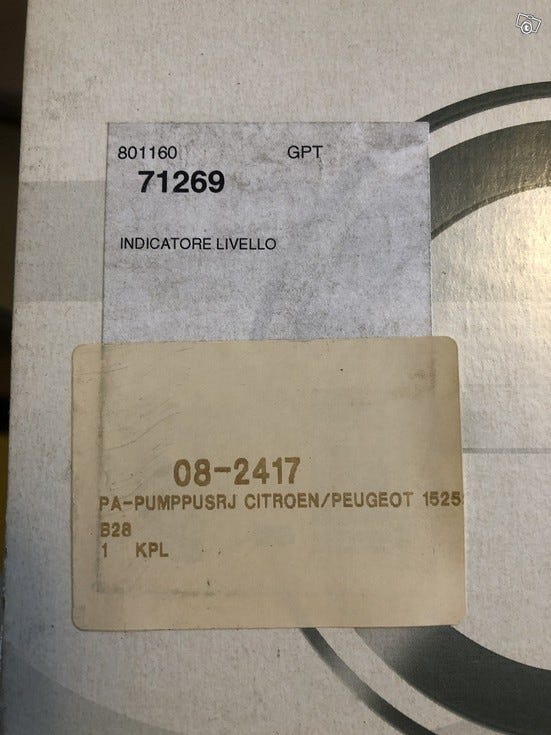 801160 GPT
71269
INDICATORE LIVELLO
08-2417
PA-PUMPPUSRJ CITROEN/PEUGEOT 1525
B28
1 KPL